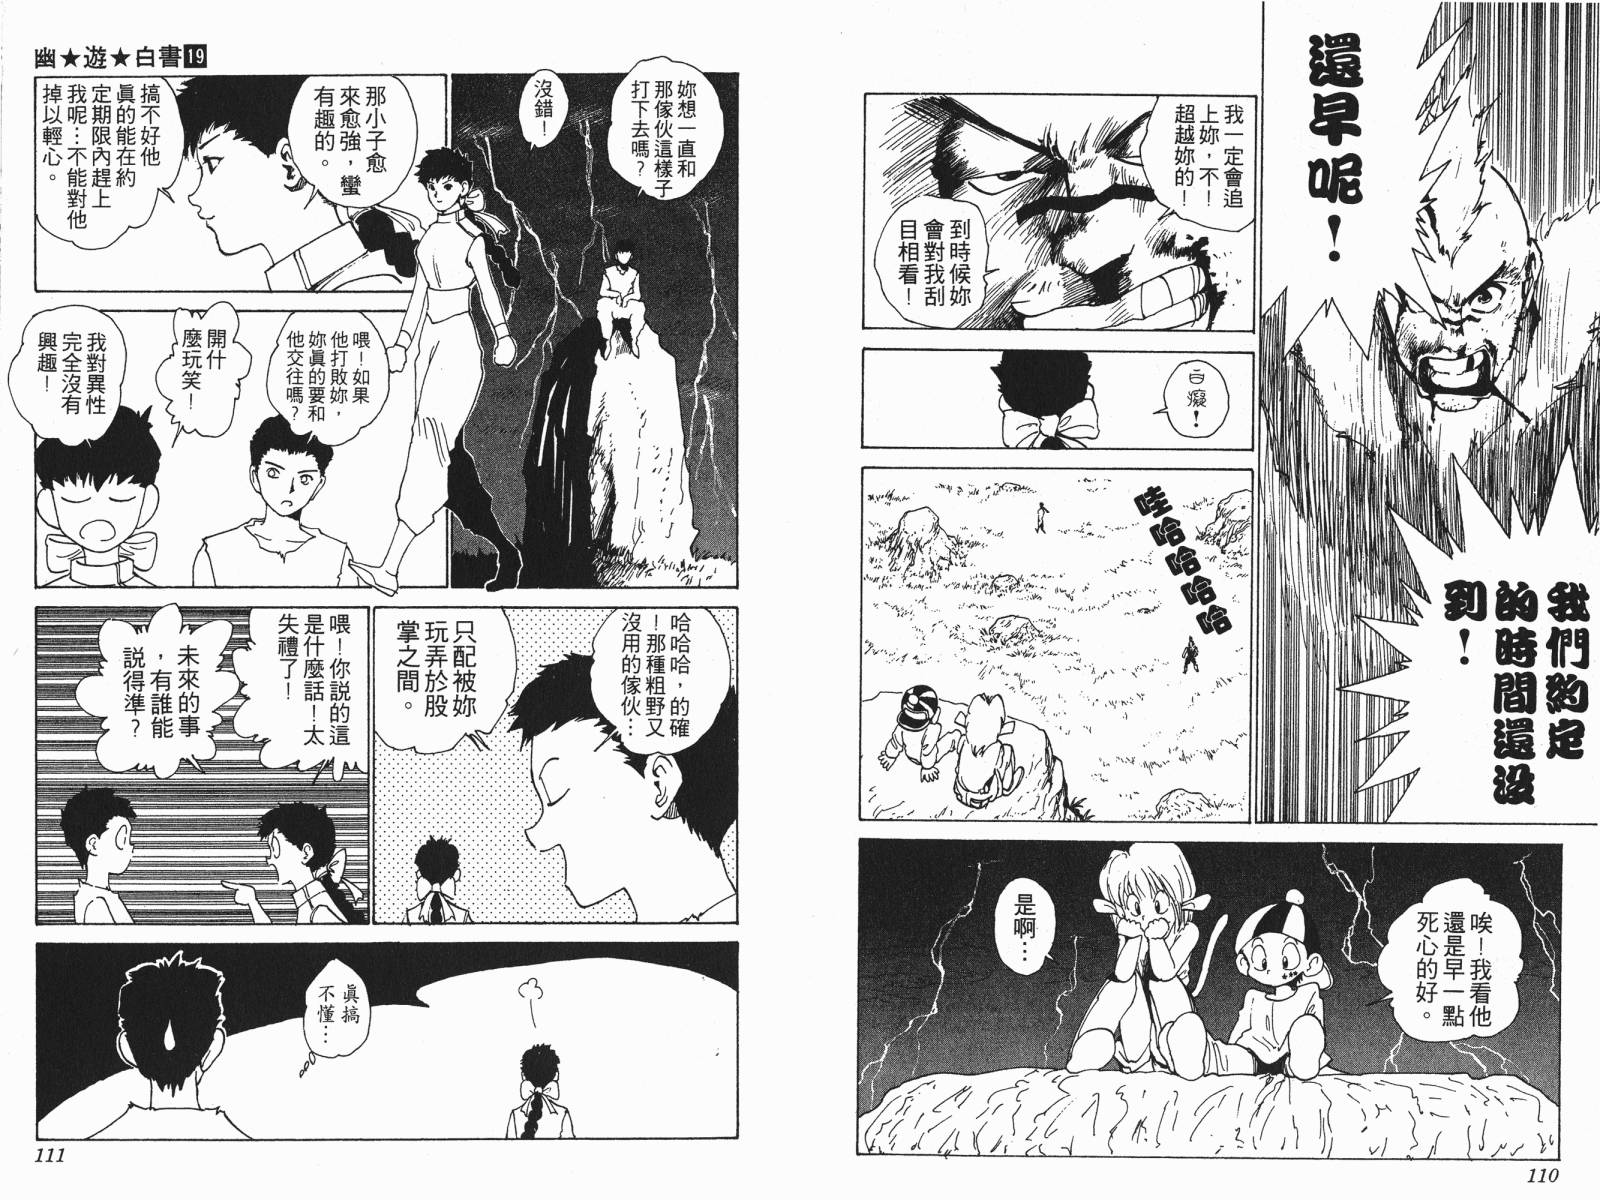 還早呢！
我們約定
的時間還沒
到！
我一定會追
上妳，不！
超越妳的！
到時候妳
會對我刮
目相看！
白癡！
哇哈哈哈哈
唉！我看他
還是早一點
死心的好。
是啊…
110
幽★遊★白書19
妳想一直和
那傢伙這樣子
打下去嗎？
沒錯！
那小子愈
來愈強，蠻
有趣的。
搞不好他
真的能在約
定期限內趕上
我呢…不能對他
掉以輕心。
喂！如果
他打敗妳，
妳真的要和
他交往嗎？
開什
麼玩笑！
我對異性
完全沒有
興趣！
哈哈哈，的確
！那種粗野又
沒用的傢伙…
只配被妳
玩弄於股
掌之間。
喂！你說的這
是什麼話！太
失禮了！
未來的事
，有誰能
說得準？
真搞
不懂…
111